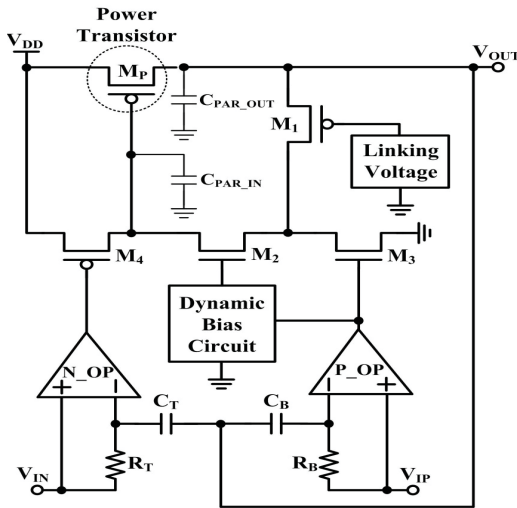 Power
Transistor
VDD
MP
VOUT
CPAR_OUT
M1
Linking
Voltage
CPAR_IN
M4
M2
M3
Dynamic
Bias
Circuit
N_OP
P_OP
+ −
− +
CT
CB
RT
RB
VIN
VIP